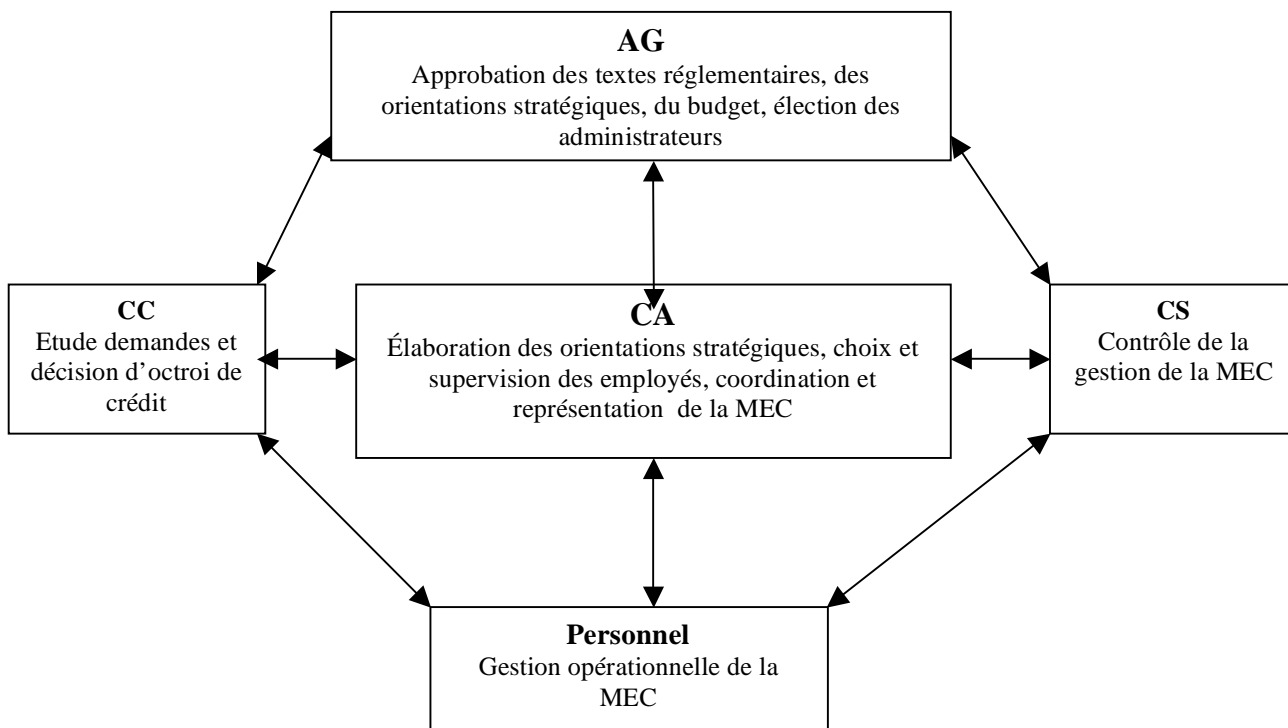 AG
Approbation des textes réglementaires, des
orientations stratégiques, du budget, élection des
administrateurs
CC
Etude demandes et
décision d’octroi de
crédit
CA
Élaboration des orientations stratégiques, choix et
supervision des employés, coordination et
représentation de la MEC
CS
Contrôle de la
gestion de la MEC
Personnel
Gestion opérationnelle de la
MEC